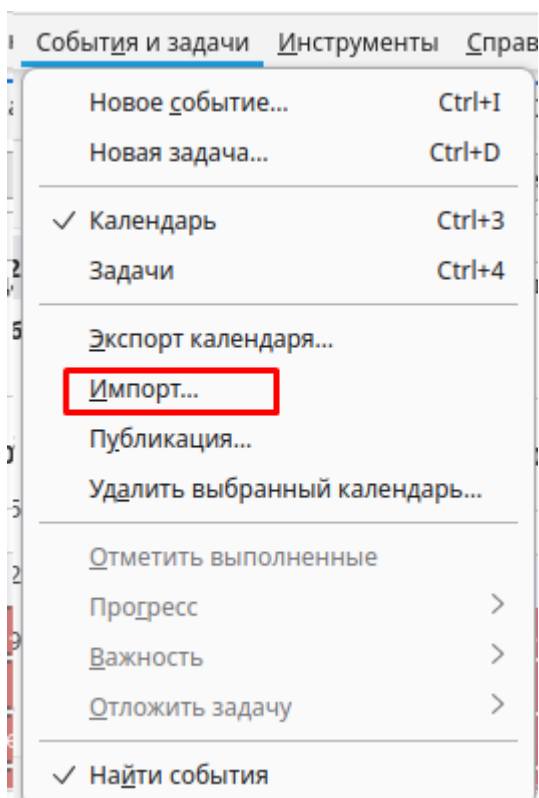 События и задачи Инструменты Справ
Новое событие... Ctrl+I
Новая задача... Ctrl+D
Календарь Ctrl+3
Задачи Ctrl+4
Экспорт календаря...
Импорт...
Публикация...
Удалить выбранный календарь...
Отметить выполненные
Прогресс
Важность
Отложить задачу
Найти события